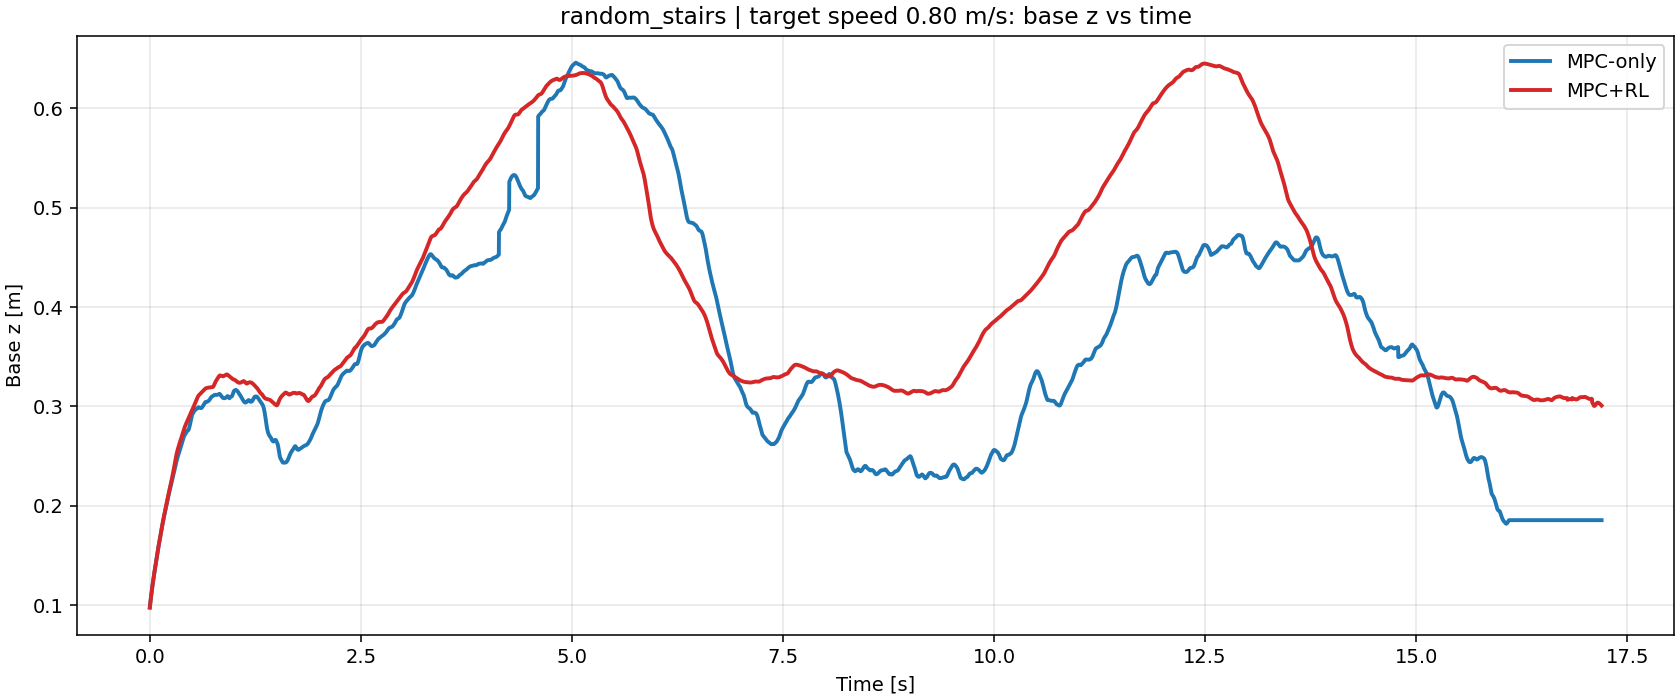 random_stairs | target speed 0.80 m/s: base z vs time
MPC-only
MPC+RL
Base z [m]
0.6
0.5
0.4
0.3
0.2
0.1
0.0
2.5
5.0
7.5
10.0
12.5
15.0
17.5
Time [s]